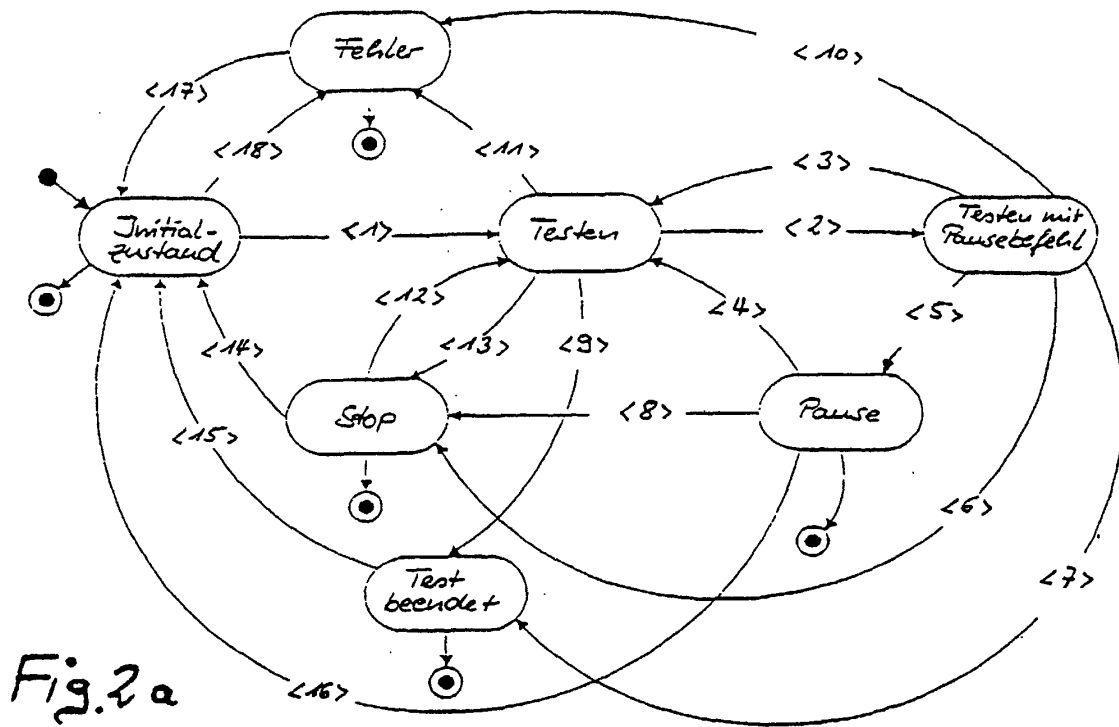 Fehler
<10>
<17>
<18>
<11>
<3>
Initial-
zustand
<1>
Testen
<2>
Testen mit
Pausebefehl
<12>
<4>
<5>
<14>
<13>
<9>
Stop
<8>
Pause
<15>
<6>
Test
beendet
<7>
<16>
Fig. 2a